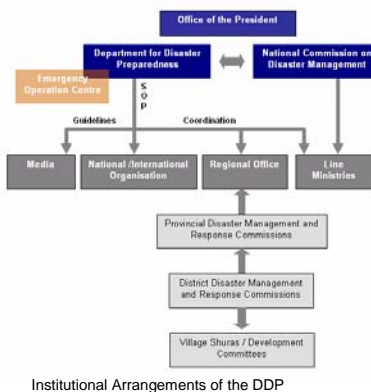 Office of the President
Department for Disaster
Preparedness
National Commission on
Disaster Management
Emergency
Operation Centre
S
O
P
Guidelines
Coordination
Media
National /International
Organisation
Regional Office
Line
Ministries
Provincial Disaster Management and
Response Commissions
District Disaster Management
and Response Commissions
Village Shuras / Development
Committees
Institutional Arrangements of the DDP